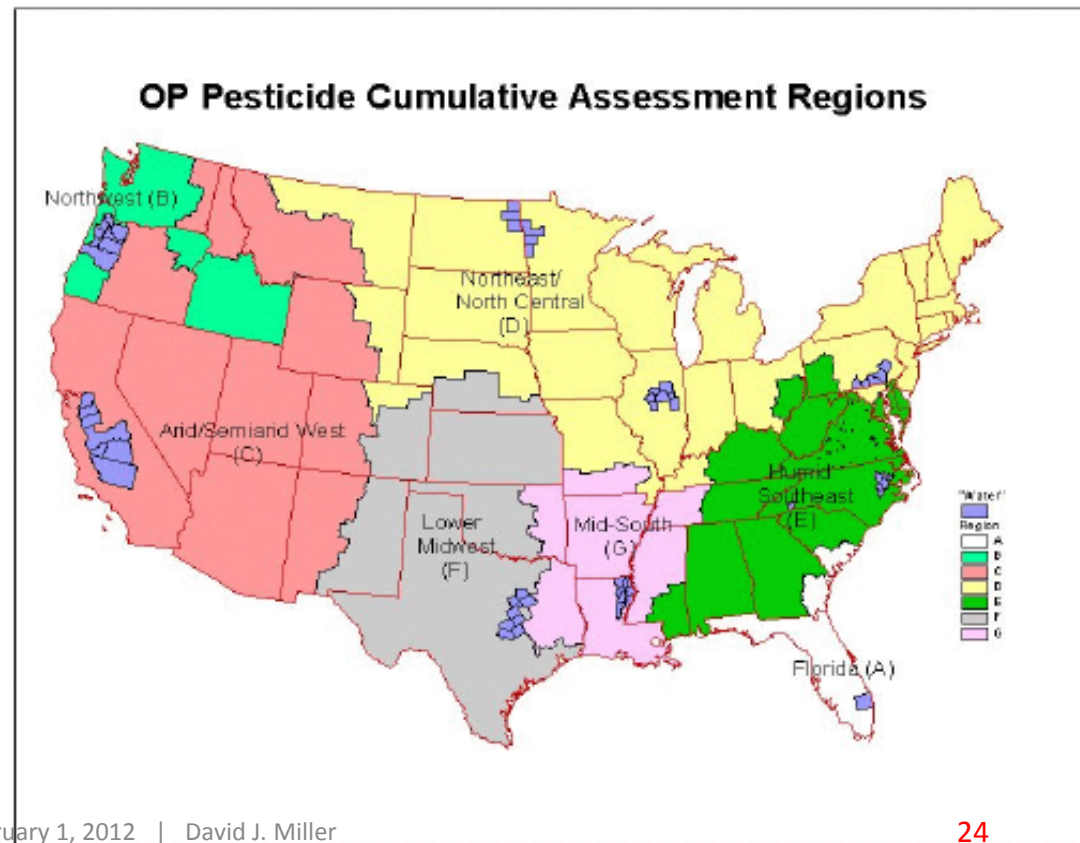 OP Pesticide Cumulative Assessment Regions
Northwest (B)
Northeast/
North Central
(D)
Arid/Semiarid West
(C)
Humid
Southeast
(E)
Lower
Midwest
(F)
Mid-South
(G)
Florida (A)
"Water"
Region
A
B
C
D
E
F
G
ruary 1, 2012 | David J. Miller
24